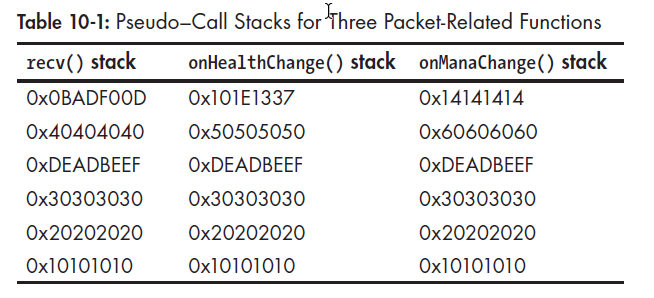 Table 10-1: Pseudo–Call Stacks for Three Packet-Related Functions
recv() stack onHealthChange() stack onManaChange() stack
0x0BADF00D 0x101E1337 0x14141414
0x40404040 0x50505050 0x60606060
0xDEADBEEF 0xDEADBEEF 0xDEADBEEF
0x30303030 0x30303030 0x30303030
0x20202020 0x20202020 0x20202020
0x10101010 0x10101010 0x10101010